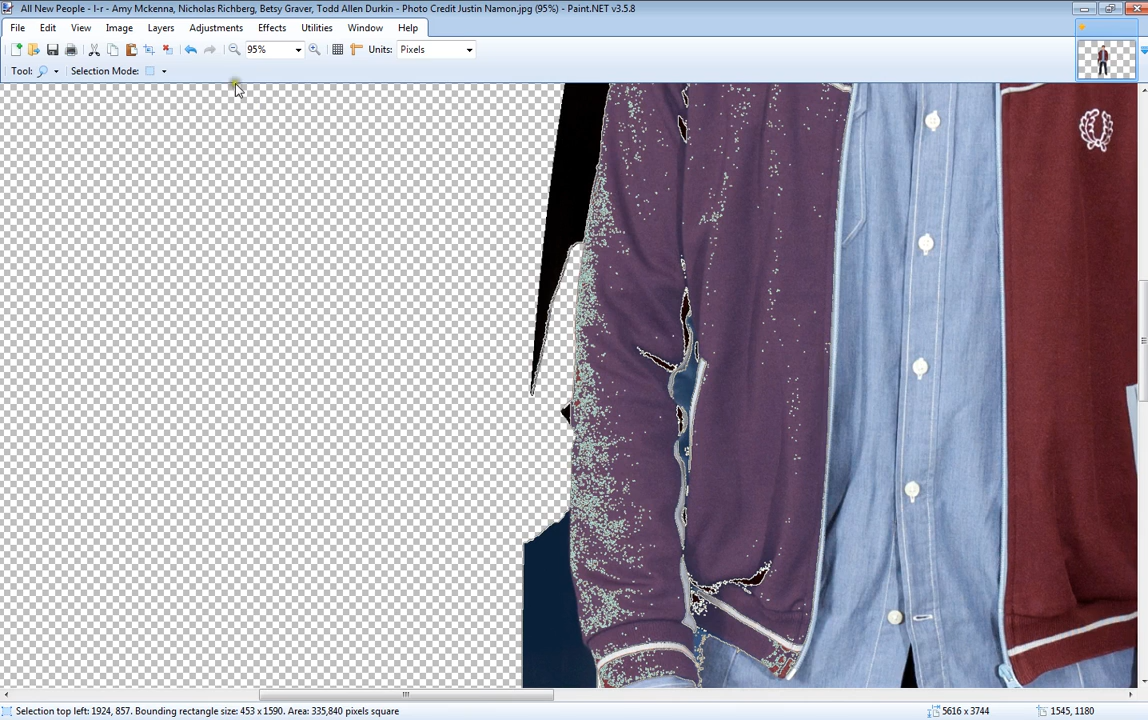 All New People - l-r - Amy Mckenna, Nicholas Richberg, Betsy Graver, Todd Allen Durkin - Photo Credit Justin Namon.jpg (95%) - Paint.NET v3.5.8
File Edit View Image Layers Adjustments Effects Utilities Window Help
95% Units: Pixels
Tool: Selection Mode:
Selection top left: 1924, 857. Bounding rectangle size: 453 x 1590. Area: 335,840 pixels square 5616 x 3744 1545, 1180